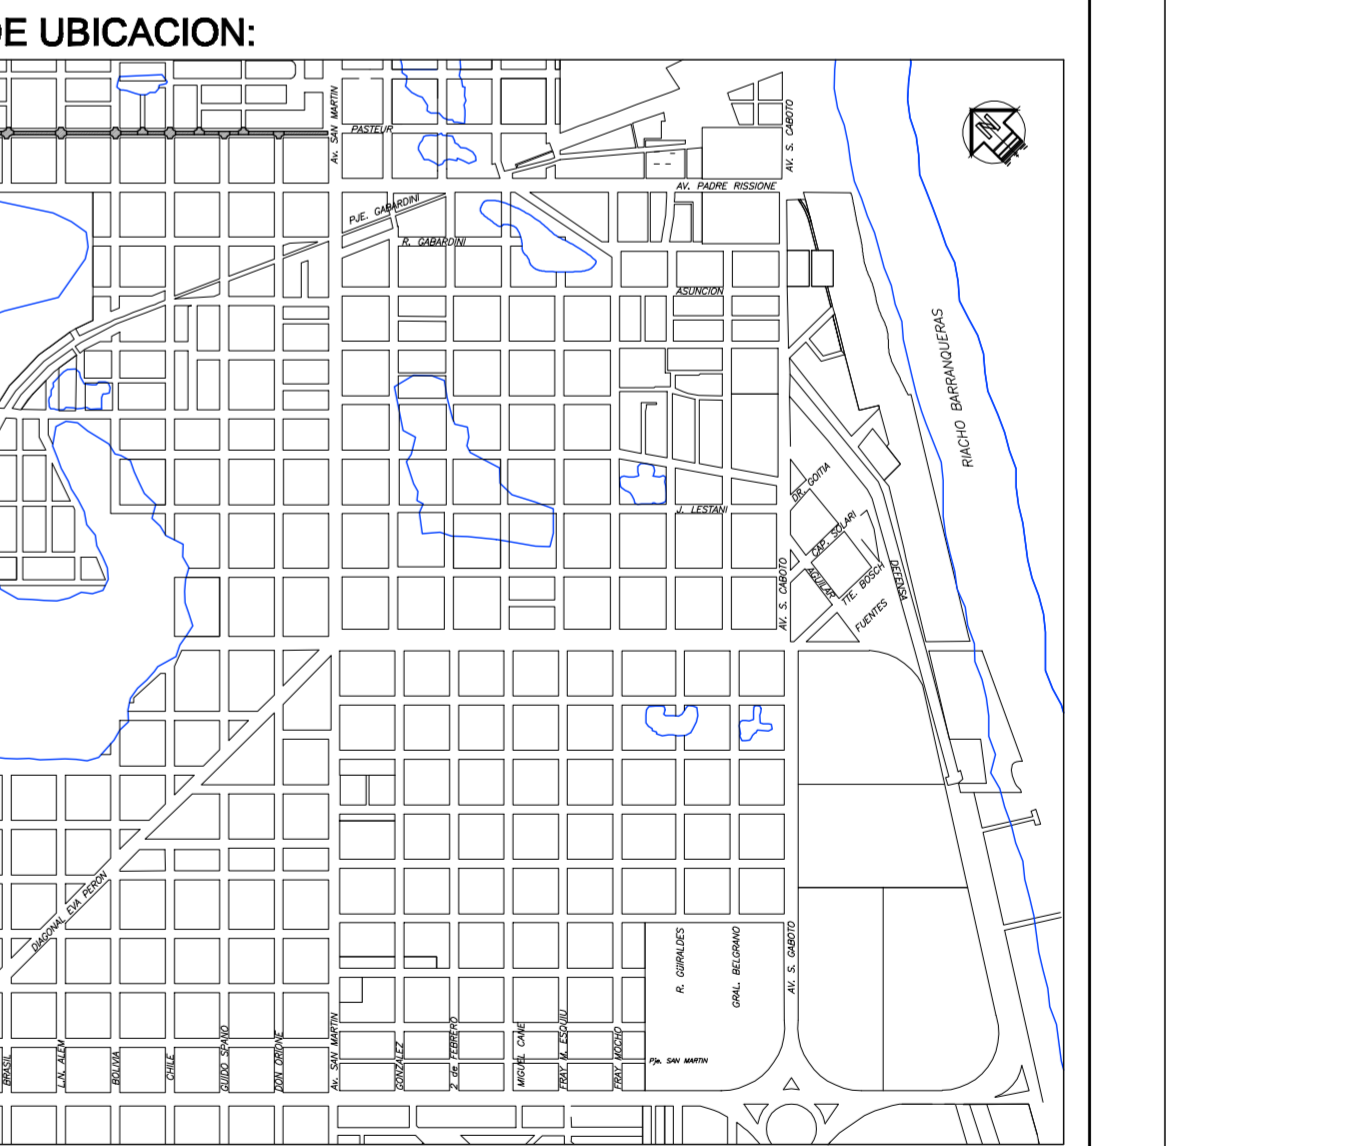 DE UBICACION:
Av. SAN MARTIN
PASTEUR
AV. S. CABOTO
N
AV. PADRE RISSIONE
PJE. GABARDINI
R. GABARDINI
ASUNCION
RIACHO BARRANQUERAS
DR. GOITIA
J. LESTANI
CAP. SOLARI
AV. S. CABOTO
AGUILAR
TTE. BOSCH
DEFENSA
FUENTES
DIAGONAL EVA PERON
R. GÜIRALDES
GRAL. BELGRANO
AV. S. GABOTO
BRASIL
L.N. ALEM
BOLIVIA
CHILE
GUIDO SPANO
DON ORIONE
Av. SAN MARTIN
GONZALEZ
2 de FEBRERO
MIGUEL CANE
FRAY M. ESQUIU
FRAY MOCHO
Pje. SAN MARTIN